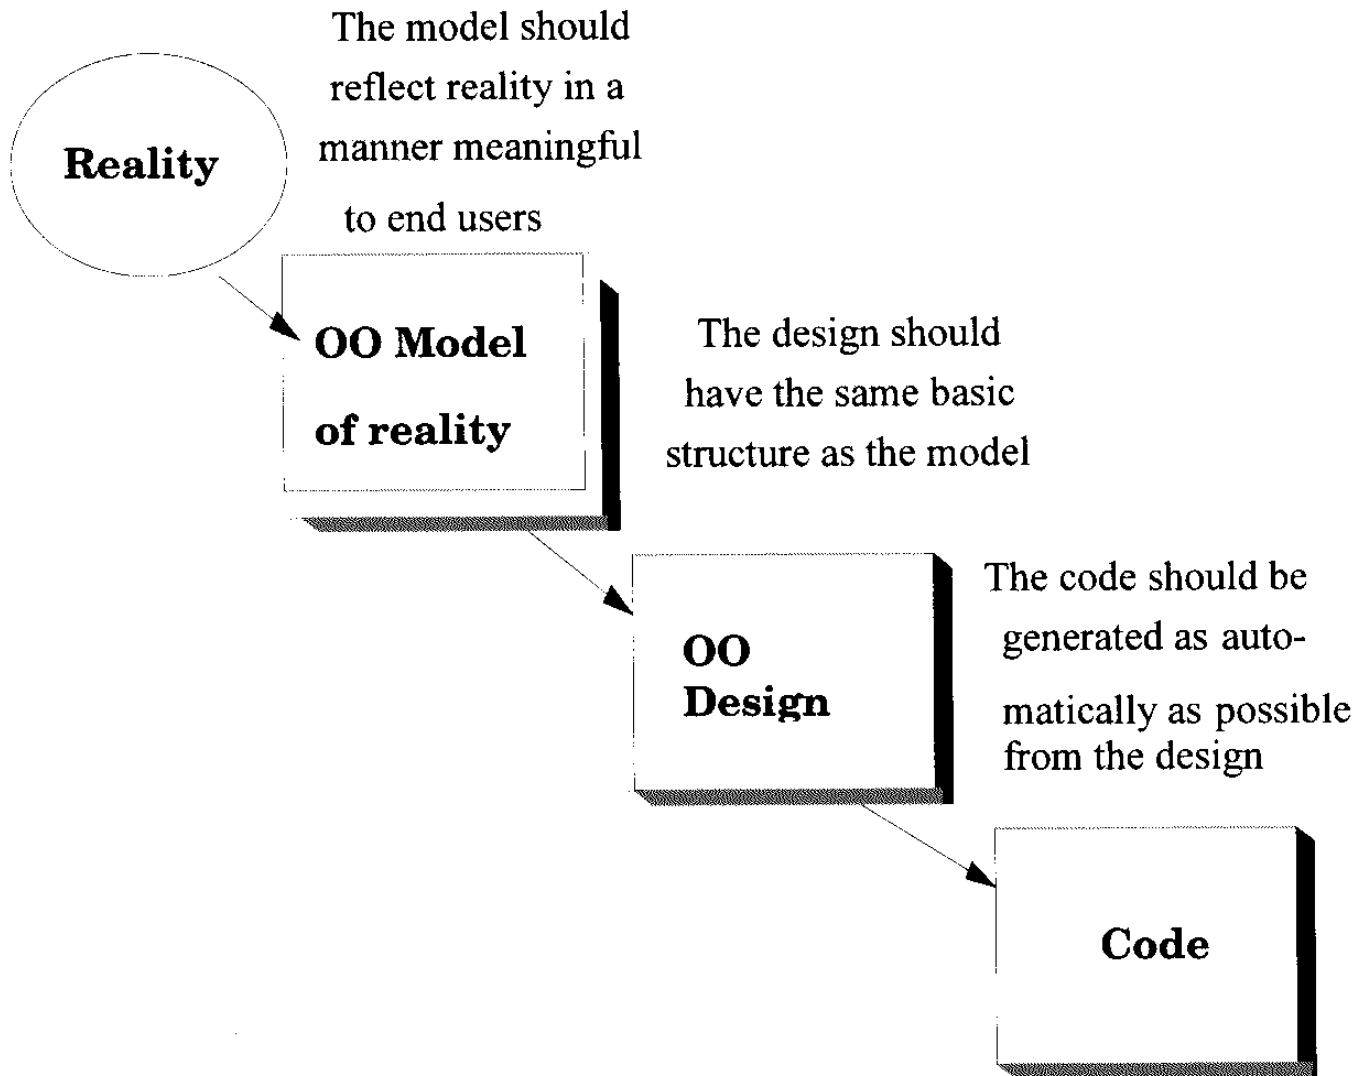 The model should
reflect reality in a
manner meaningful
to end users
Reality
OO Model
of reality
The design should
have the same basic
structure as the model
OO
Design
The code should be
generated as auto-
matically as possible
from the design
Code